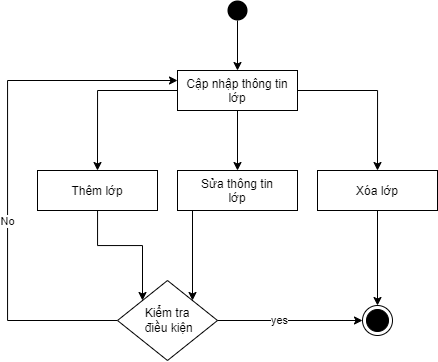 Cập nhập thông tin
lớp
Thêm lớp
Sửa thông tin
lớp
Xóa lớp
No
Kiểm tra
điều kiện
yes